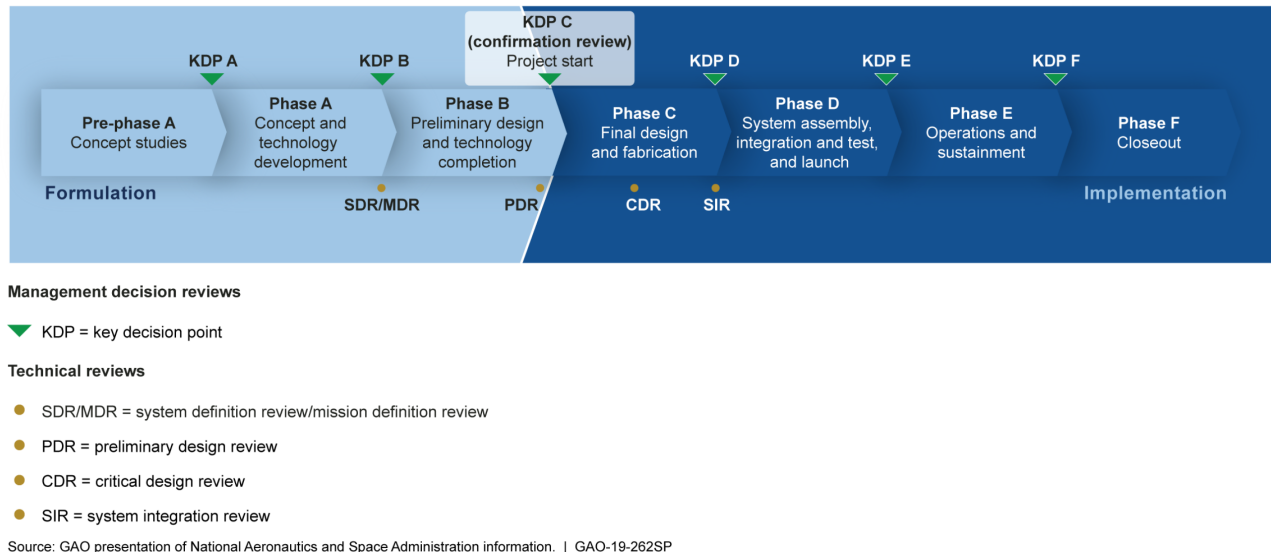 KDP C
(confirmation review)
Project start
KDP A
KDP B
KDP D
KDP E
KDP F
Pre-phase A
Concept studies
Phase A
Concept and
technology
development
Phase B
Preliminary design
and technology
completion
Phase C
Final design
and fabrication
Phase D
System assembly,
integration and test,
and launch
Phase E
Operations and
sustainment
Phase F
Closeout
Formulation
Implementation
SDR/MDR
PDR
CDR
SIR
Management decision reviews
KDP = key decision point
Technical reviews
SDR/MDR = system definition review/mission definition review
PDR = preliminary design review
CDR = critical design review
SIR = system integration review
Source: GAO presentation of National Aeronautics and Space Administration information. | GAO-19-262SP